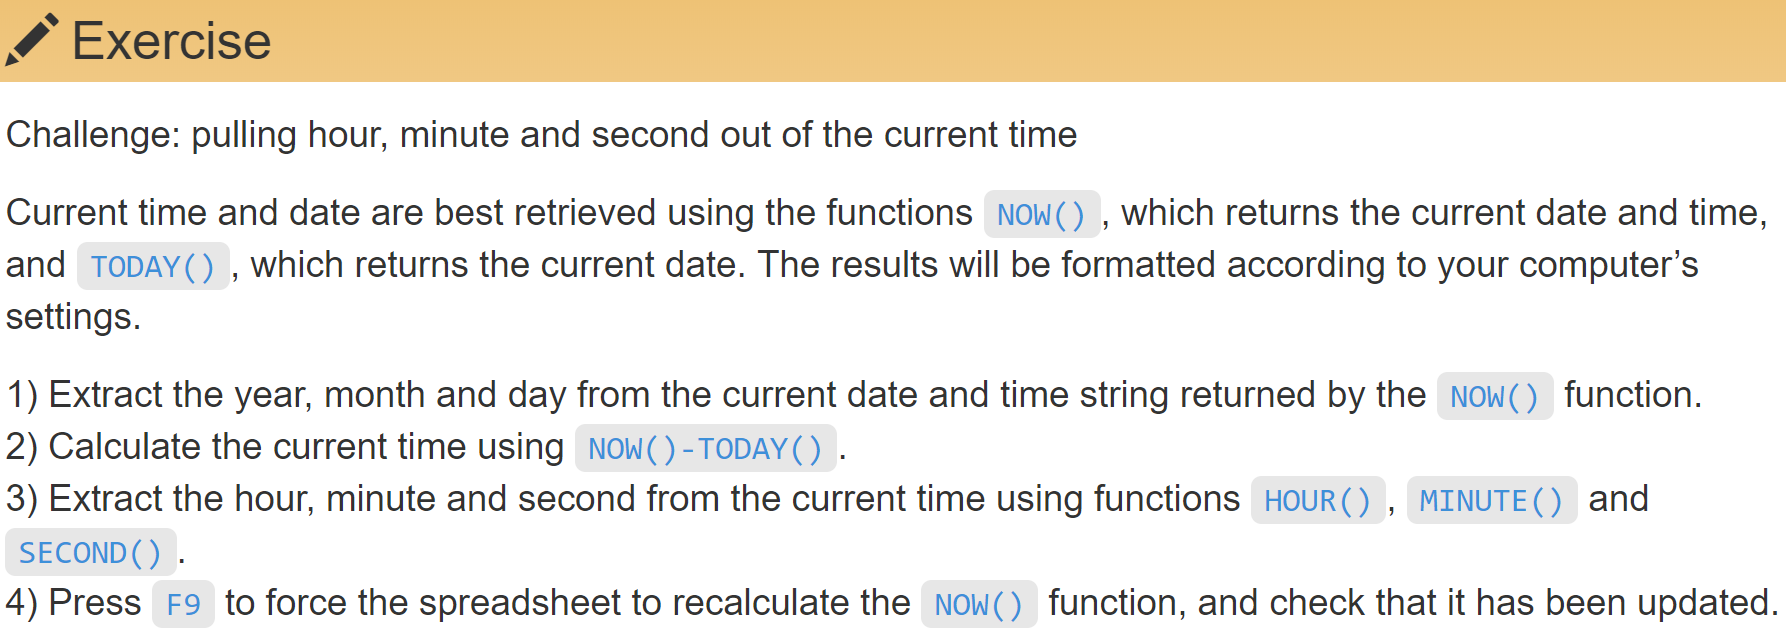 Exercise
Challenge: pulling hour, minute and second out of the current time
Current time and date are best retrieved using the functions NOW(), which returns the current date and time,
and TODAY(), which returns the current date. The results will be formatted according to your computer’s
settings.
1) Extract the year, month and day from the current date and time string returned by the NOW() function.
2) Calculate the current time using NOW()-TODAY().
3) Extract the hour, minute and second from the current time using functions HOUR(), MINUTE() and
SECOND().
4) Press F9 to force the spreadsheet to recalculate the NOW() function, and check that it has been updated.